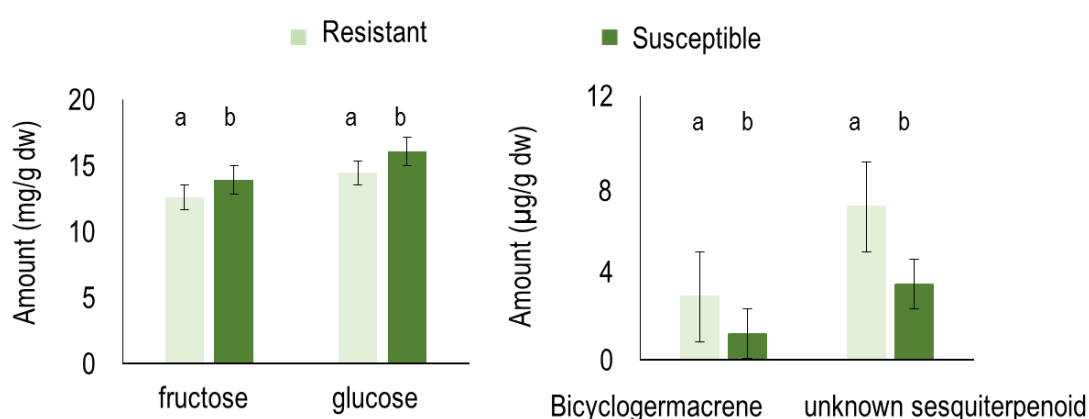 Resistant
Susceptible
Amount (mg/g dw)
20
15
10
5
0
a
b
a
b
fructose
glucose
Amount (µg/g dw)
12
8
4
0
a
b
a
b
Bicyclogermacrene
unknown sesquiterpenoid